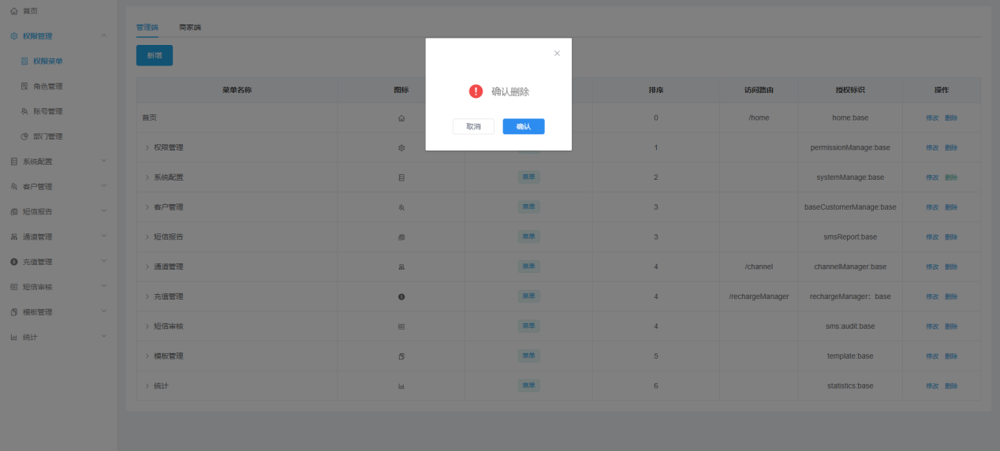 首页
权限管理
权限菜单
角色管理
账号管理
部门管理
系统配置
客户管理
短信报告
通道管理
充值管理
短信审核
模板管理
统计
管理端 商家端
新增
确认删除
取消 确认
菜单名称 图标 排序 访问路由 授权标识 操作
首页 0 /home home:base 修改 删除
权限管理 1 permissionManage:base 修改 删除
系统配置 菜单 2 systemManage:base 修改 删除
客户管理 菜单 3 baseCustomerManage:base 修改 删除
短信报告 菜单 3 smsReport:base 修改 删除
通道管理 菜单 4 /channel channelManager:base 修改 删除
充值管理 菜单 4 /rechargeManager rechargeManager：base 修改 删除
短信审核 菜单 4 sms:audit:base 修改 删除
模板管理 菜单 5 template:base 修改 删除
统计 菜单 6 statistics:base 修改 删除